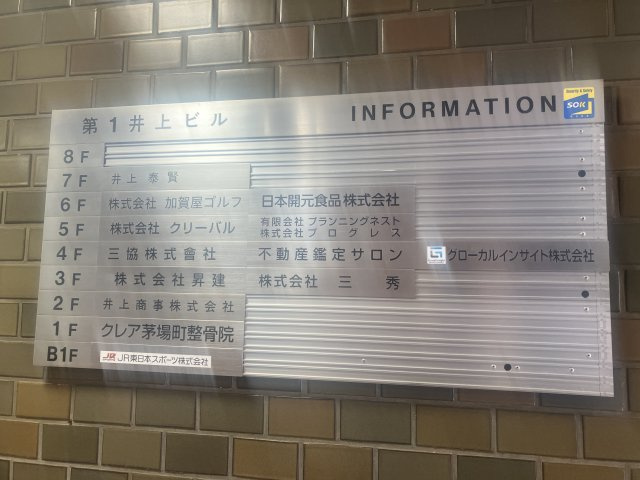 第1井上ビル INFORMATION
Security & Safety
SOK
8F
7F 井上泰賢
6F 株式会社 加賀屋ゴルフ 日本開元食品株式会社
5F 株式会社 クリーバル 有限会社 プランニングネスト
株式会社 プログレス
4F 三協株式會社 不動産鑑定サロン グローカルインサイト株式会社
3F 株式会社昇建 株式会社 三秀
2F 井上商事株式会社
1F クレア茅場町整骨院
B1F JR JR東日本スポーツ株式会社